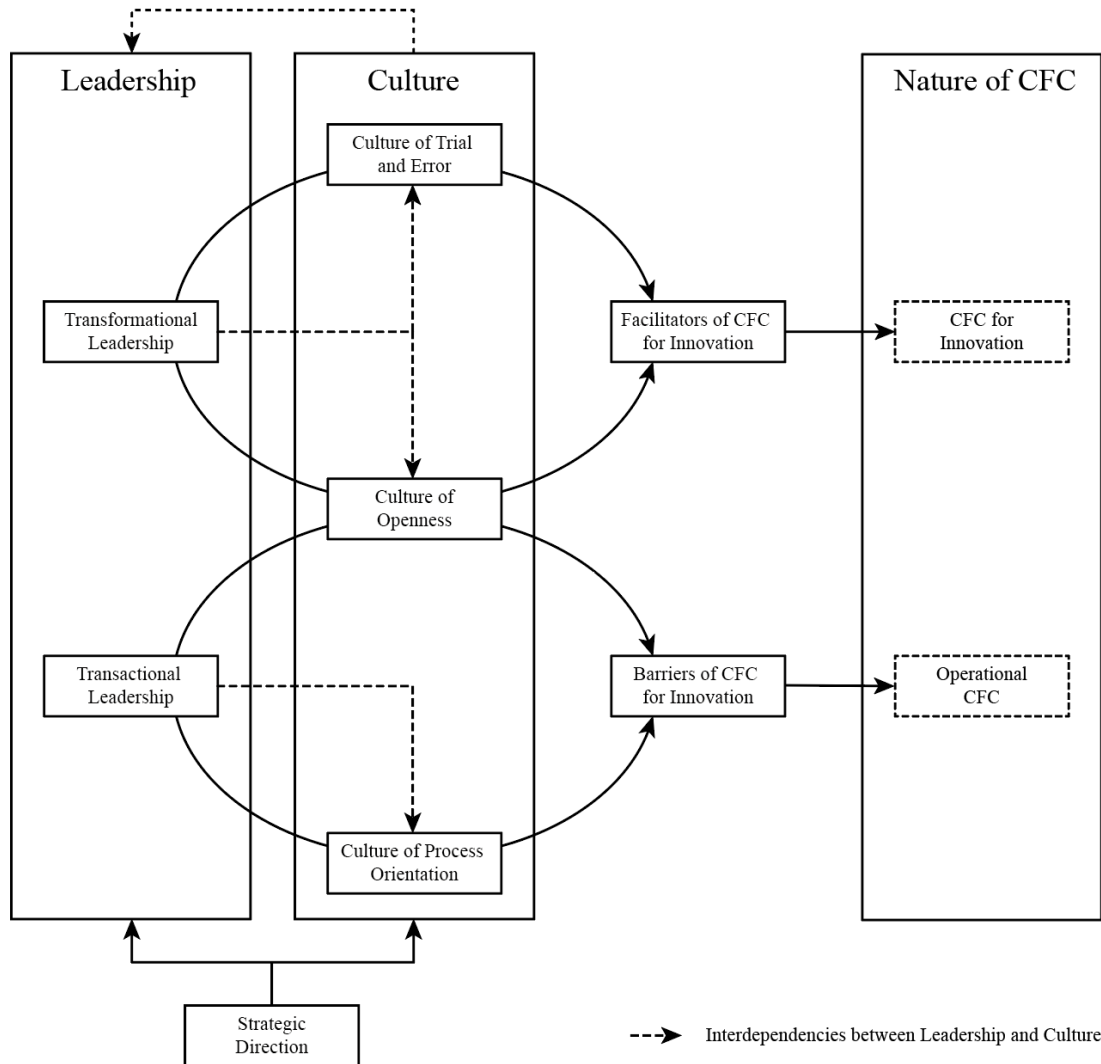 Leadership
Culture
Nature of CFC
Culture of Trial
and Error
Transformational
Leadership
Facilitators of CFC
for Innovation
CFC for
Innovation
Culture of
Openness
Transactional
Leadership
Barriers of CFC
for Innovation
Operational
CFC
Culture of Process
Orientation
Strategic
Direction
Interdependencies between Leadership and Culture